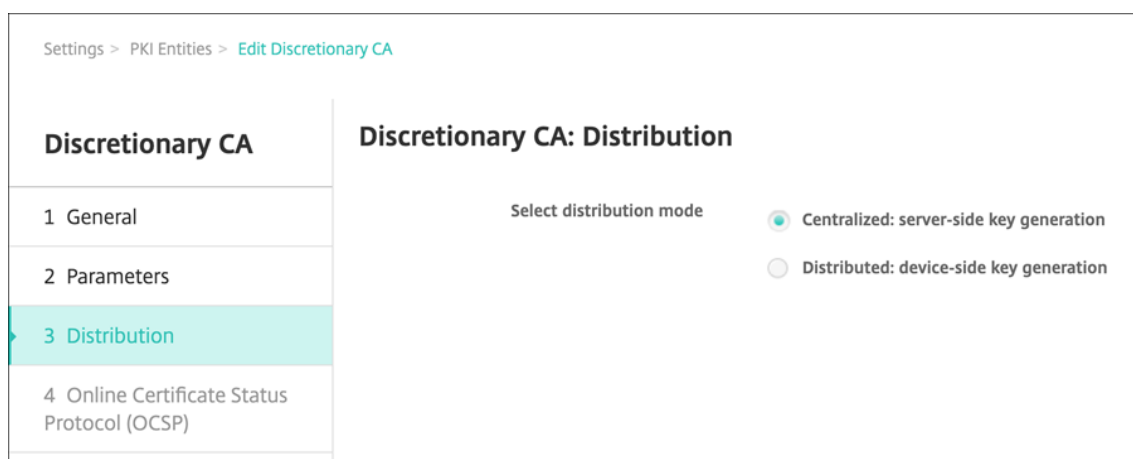 Settings > PKI Entities > Edit Discretionary CA
Discretionary CA
1 General
2 Parameters
3 Distribution
4 Online Certificate Status
Protocol (OCSP)
Discretionary CA: Distribution
Select distribution mode
Centralized: server-side key generation
Distributed: device-side key generation